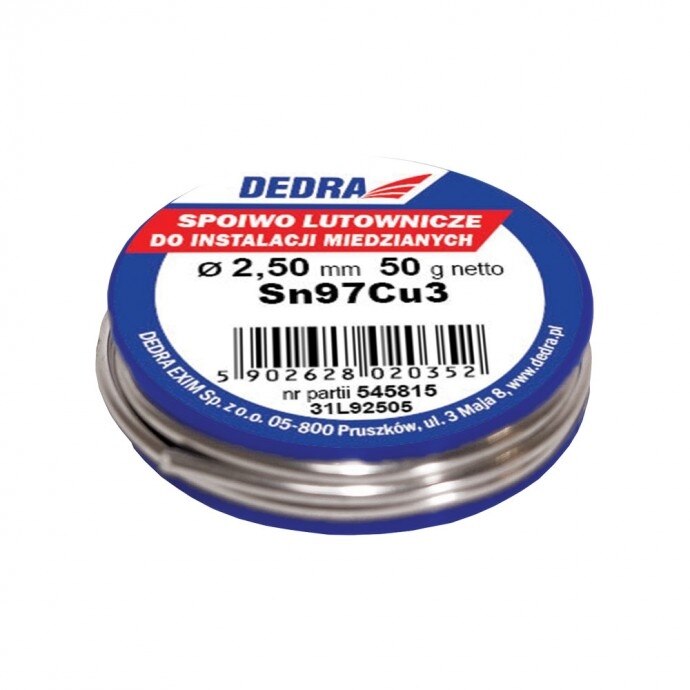 DEDRA
SPOIWO LUTOWNICZE
DO INSTALACJI MIEDZIANYCH
Ø 2,50 mm 50 g netto
Sn97Cu3
5 902628 020352
nr partii 545815
31L92505
DEDRA EXIM Sp. z o.o. 05-800 Pruszków, ul. 3 Maja 8, www.dedra.pl